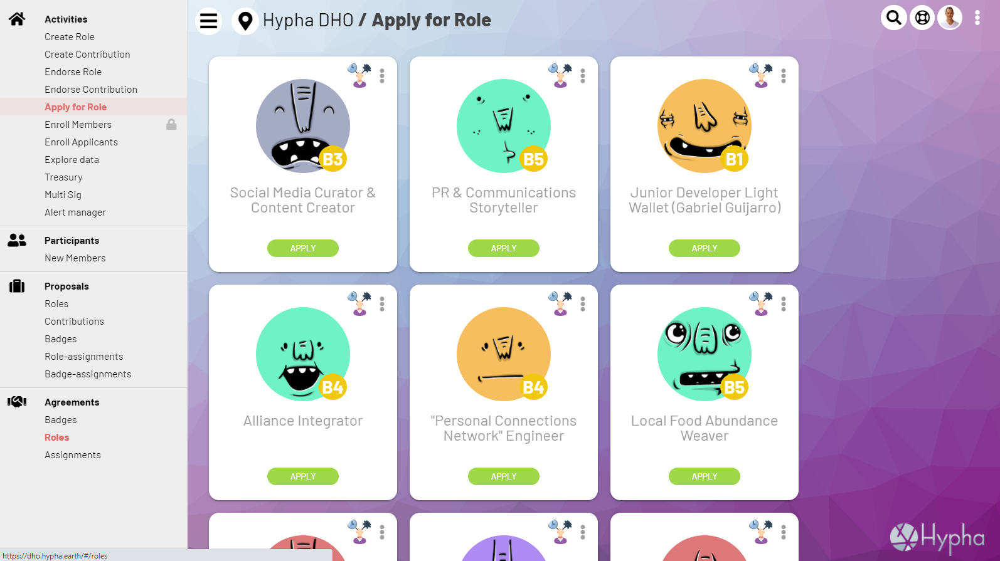 Activities
Create Role
Create Contribution
Endorse Role
Endorse Contribution
Apply for Role
Enroll Members
Enroll Applicants
Explore data
Treasury
Multi Sig
Alert manager
Participants
New Members
Proposals
Roles
Contributions
Badges
Role-assignments
Badge-assignments
Agreements
Badges
Roles
Assignments
https://dho.hypha.earth/#/roles
Hypha DHO / Apply for Role
B3
Social Media Curator &
Content Creator
APPLY
B5
PR & Communications
Storyteller
APPLY
B1
Junior Developer Light
Wallet (Gabriel Guijarro)
APPLY
B4
Alliance Integrator
APPLY
B4
"Personal Connections
Network" Engineer
APPLY
B5
Local Food Abundance
Weaver
APPLY
Hypha